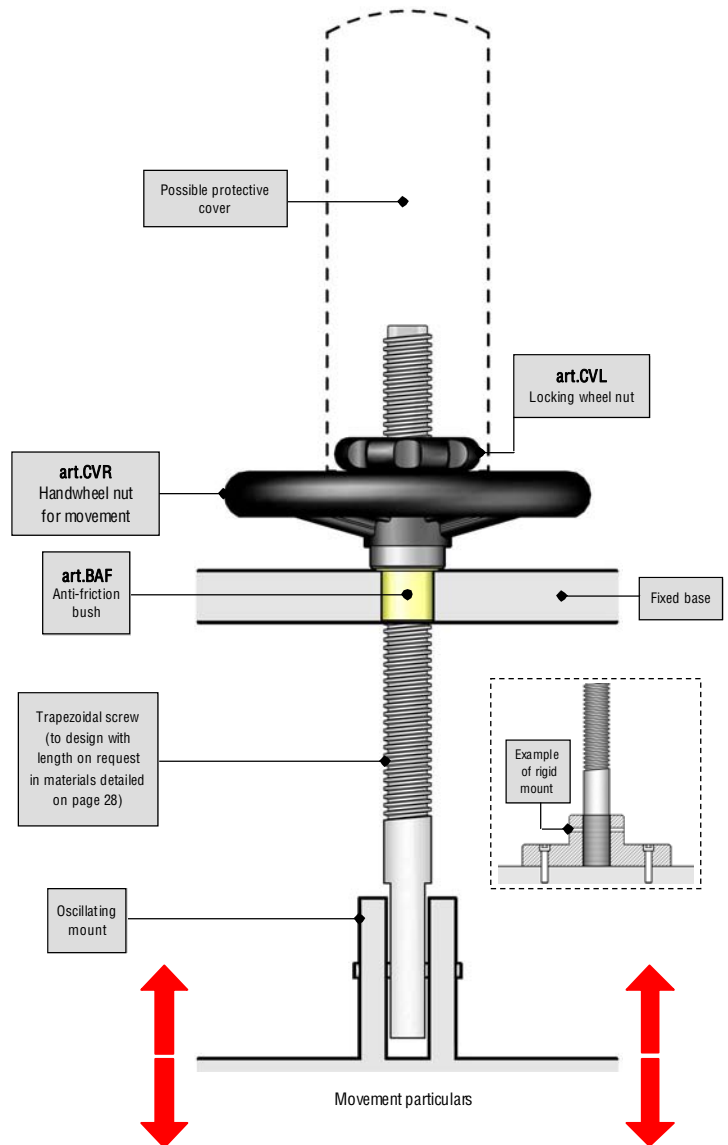 Possible protective
cover
art.CVL
Locking wheel nut
art.CVR
Handwheel nut
for movement
art.BAF
Anti-friction
bush
Fixed base
Trapezoidal screw
(to design with
length on request
in materials detailed
on page 28)
Example
of rigid
mount
Oscillating
mount
Movement particulars